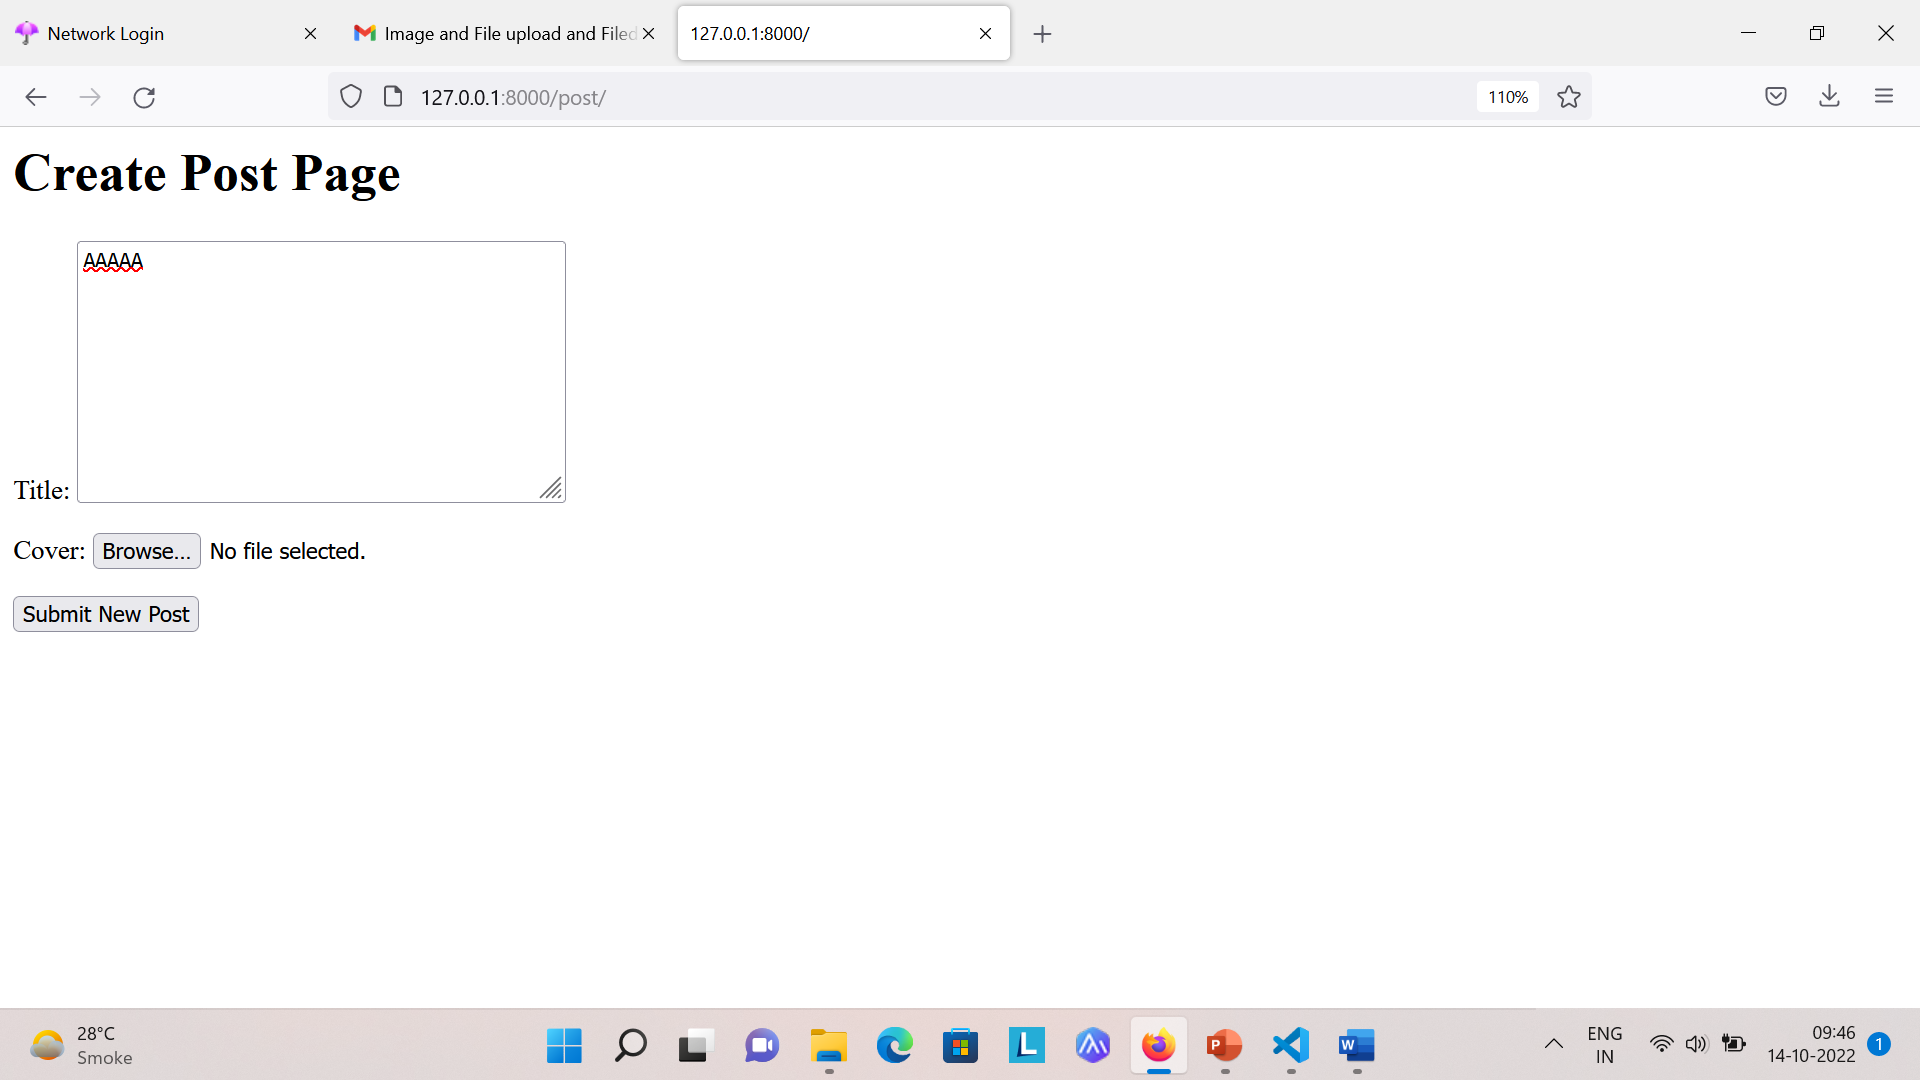 Network Login
Image and File upload and Filed
127.0.0.1:8000/
127.0.0.1:8000/post/
110%
Create Post Page
AAAAA
Title:
Cover: Browse... No file selected.
Submit New Post
28°C
Smoke
L
P
W
ENG
IN
09:46
14-10-2022
1